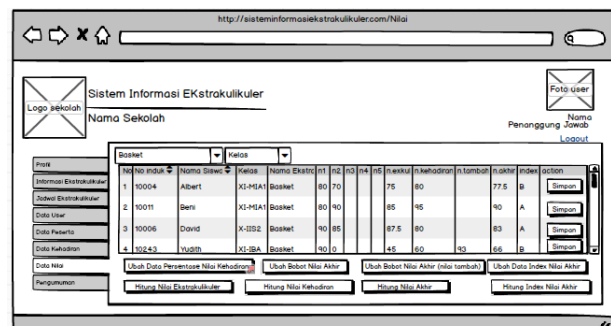 http://sisteminformasiekstrakulikuler.com/Nilai
Logo sekolah
Sistem Informasi EKstrakulikuler
Nama Sekolah
Foto user
Nama
Penanggung Jawab
Logout
Profil
Informasi Ekstrakulikuler
Jadwal Ekstrakulikuler
Data User
Data Peserta
Data Kehadiran
Data Nilai
Pengumuman
Basket Kelas
No No Induk Nama Siswa Kelas Nama Ekstra n1 n2 n3 n4 n5 n.exkul n.kehadiran n.tambah n.akhir index action
1 10004 Albert XI-MIA1 Basket 80 70 75 80 77.5 B Simpan
2 10011 Beni XI-MIA1 Basket 80 90 85 95 90 A Simpan
3 10006 David X-IIS2 Basket 90 85 87.5 80 83 A Simpan
4 10243 Yudith XI-IBA Basket 90 0 45 60 93 66 B Simpan
Ubah Data Persentase Nilai Kehadiran Ubah Bobot Nilai Akhir Ubah Bobot Nilai Akhir (nilai tambah) Ubah Data Index Nilai Akhir
Hitung Nilai Ekstrakulikuler Hitung Nilai Kehadiran Hitung Nilai Akhir Hitung Index Nilai Akhir